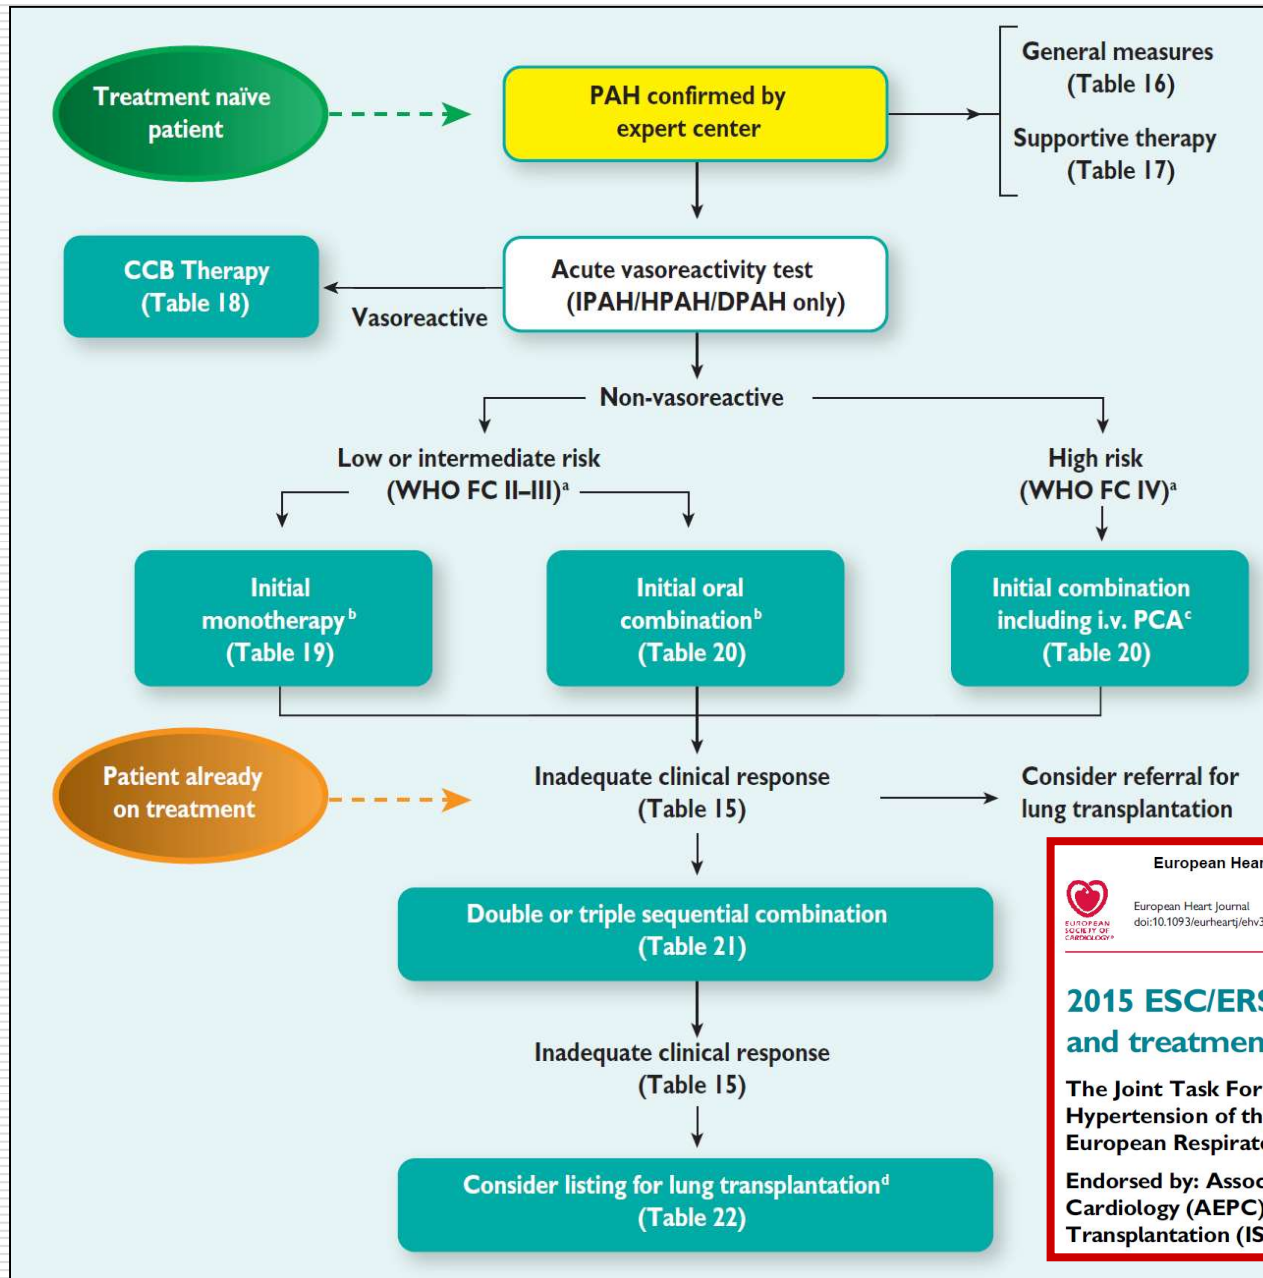 Treatment naïve
patient
PAH confirmed by
expert center
General measures
(Table 16)
Supportive therapy
(Table 17)
CCB Therapy
(Table 18)
Vasoreactive
Acute vasoreactivity test
(IPAH/HPAH/DPAH only)
Non-vasoreactive
Low or intermediate risk
(WHO FC II–III)ᵃ
High risk
(WHO FC IV)ᵃ
Initial
monotherapyᵇ
(Table 19)
Initial oral
combinationᵇ
(Table 20)
Initial combination
including i.v. PCAᶜ
(Table 20)
Patient already
on treatment
Inadequate clinical response
(Table 15)
Consider referral for
lung transplantation
Double or triple sequential combination
(Table 21)
Inadequate clinical response
(Table 15)
Consider listing for lung transplantationᵈ
(Table 22)
European Hear
EUROPEAN
SOCIETY OF
CARDIOLOGY®
European Heart Journal
doi:10.1093/eurheartj/ehv3
2015 ESC/ERS
and treatmen
The Joint Task For
Hypertension of th
European Respirat
Endorsed by: Assoc
Cardiology (AEPC)
Transplantation (IS